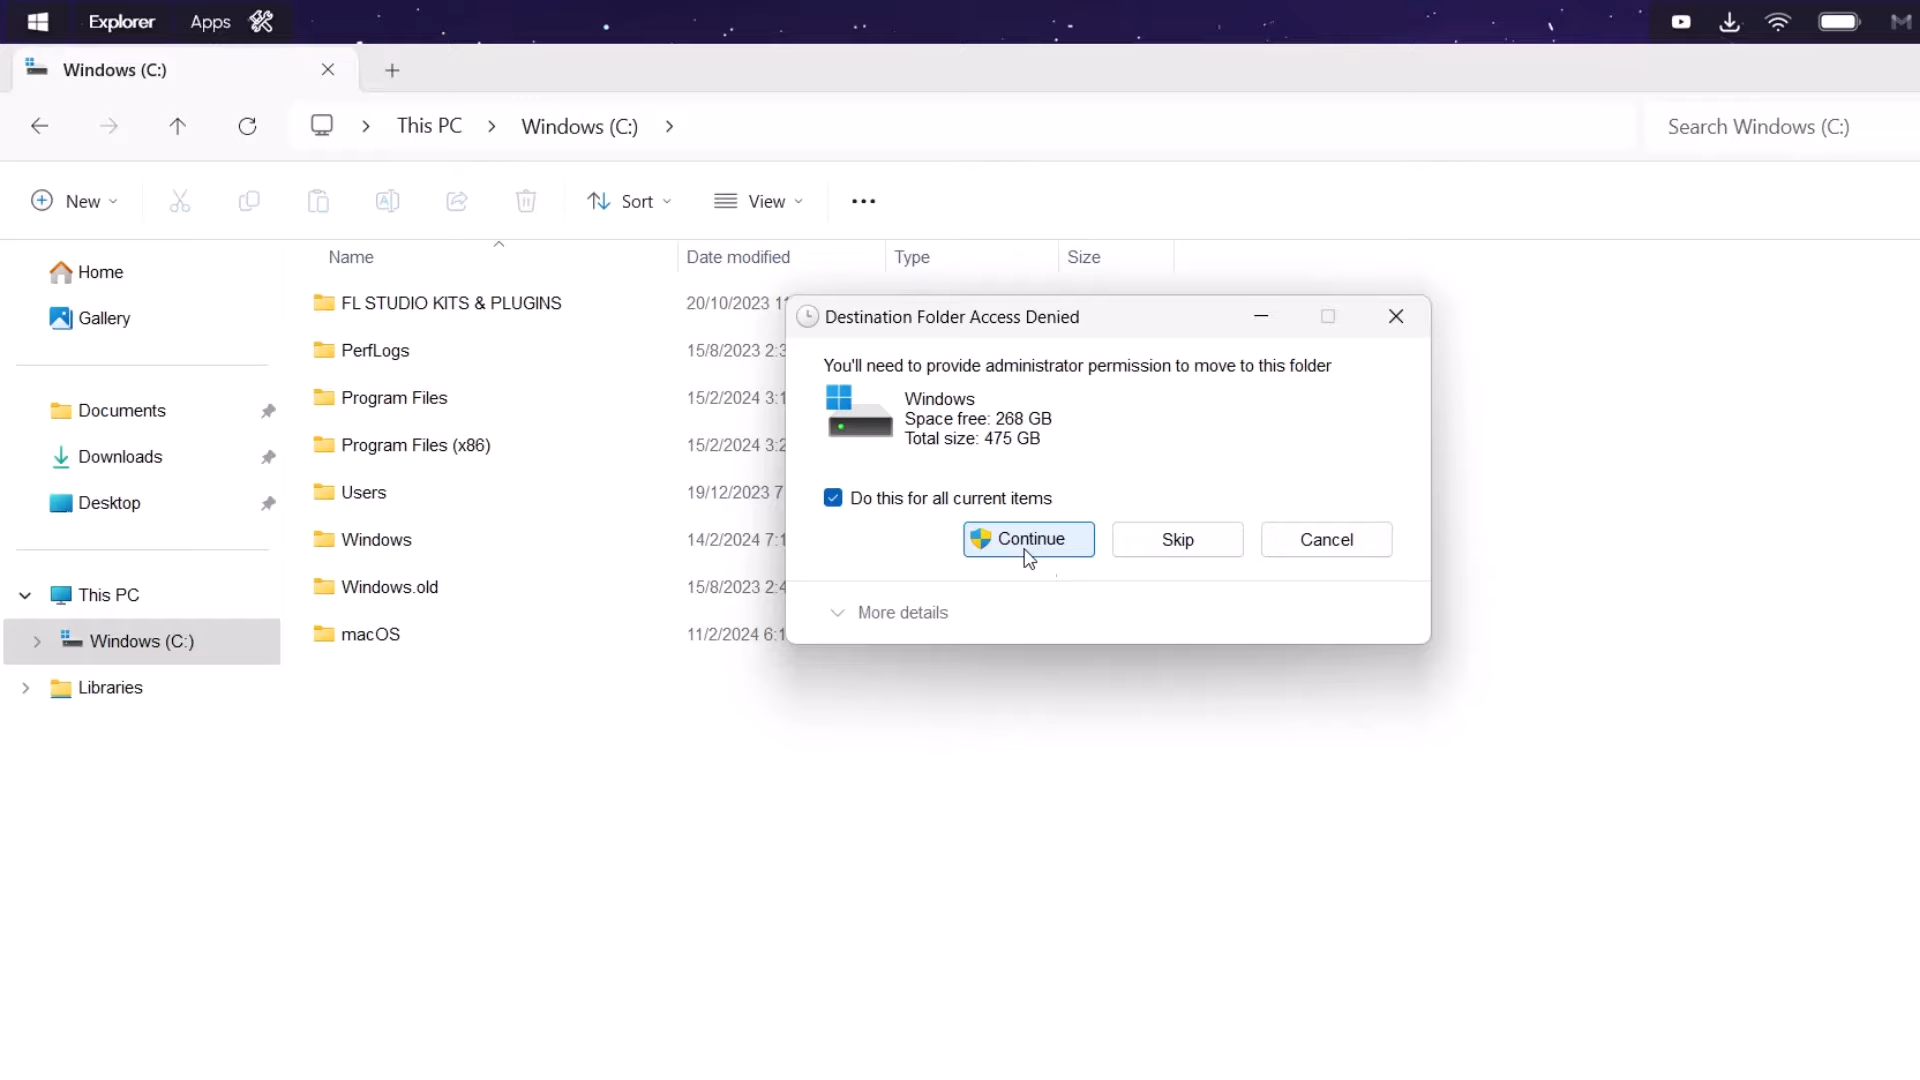 Explorer Apps
Windows (C:)
This PC Windows (C:) Search Windows (C:)
New Sort View
Name Date modified Type Size
Home
Gallery
Documents
Downloads
Desktop
This PC
Windows (C:)
Libraries
FL STUDIO KITS & PLUGINS 20/10/2023 11
PerfLogs 15/8/2023 2:3
Program Files 15/2/2024 3:1
Program Files (x86) 15/2/2024 3:2
Users 19/12/2023 7
Windows 14/2/2024 7:1
Windows.old 15/8/2023 2:4
macOS 11/2/2024 6:1
Destination Folder Access Denied
You'll need to provide administrator permission to move to this folder
Windows
Space free: 268 GB
Total size: 475 GB
Do this for all current items
Continue Skip Cancel
More details